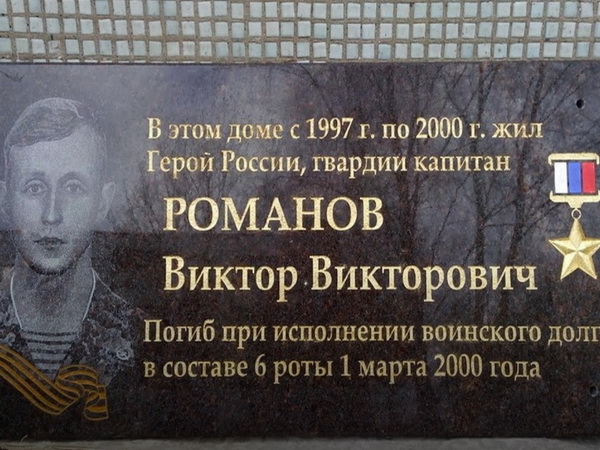 В этом доме с 1997 г. по 2000 г. жил
Герой России, гвардии капитан
РОМАНОВ
Виктор Викторович
Погиб при исполнении воинского долг
в составе 6 роты 1 марта 2000 года